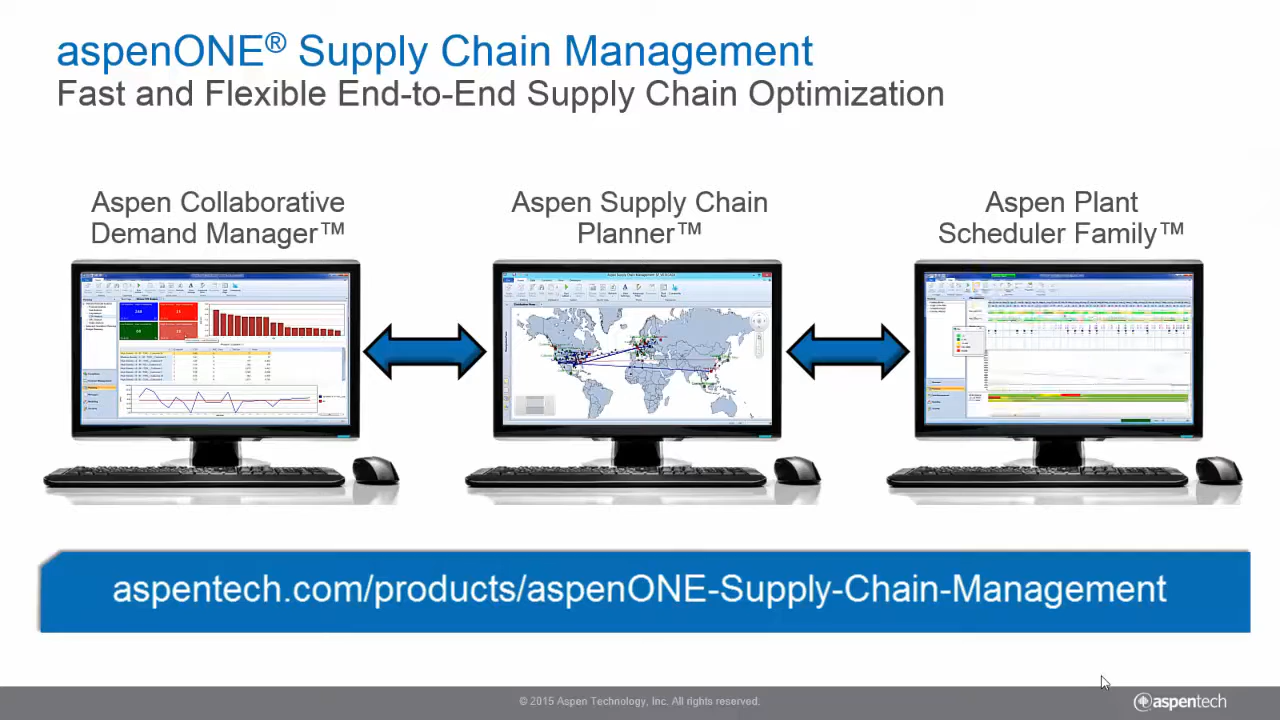 aspenONE® Supply Chain Management
Fast and Flexible End-to-End Supply Chain Optimization
Aspen Collaborative
Demand Manager™
Aspen Supply Chain
Planner™
Aspen Plant
Scheduler Family™
aspentech.com/products/aspenONE-Supply-Chain-Management
© 2015 Aspen Technology, Inc. All rights reserved.
aspentech